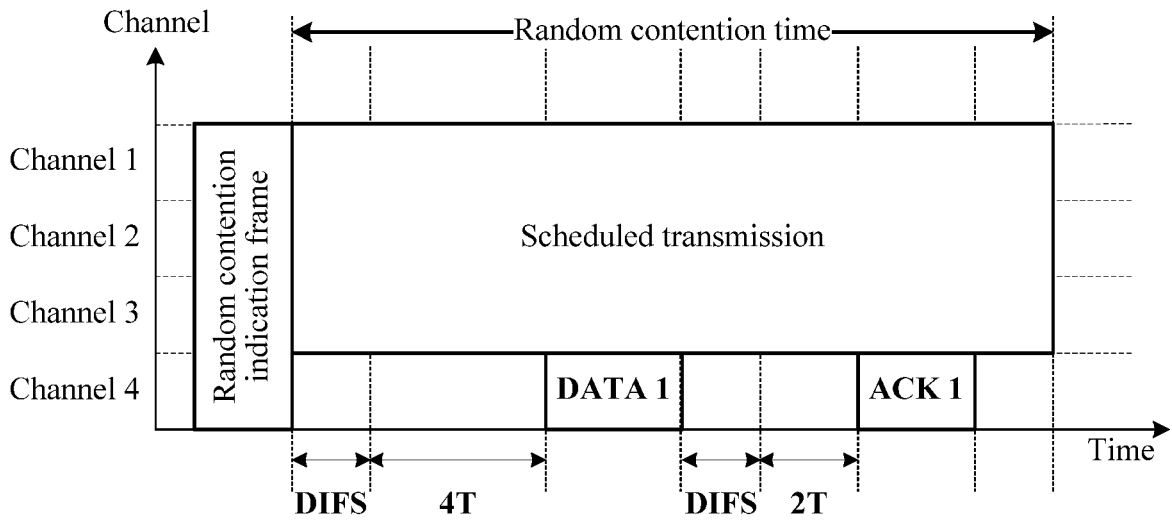 Channel
Random contention time
Channel 1
Channel 2
Channel 3
Channel 4
Random contention
indication frame
Scheduled transmission
DATA 1
ACK 1
Time
DIFS
4T
DIFS
2T